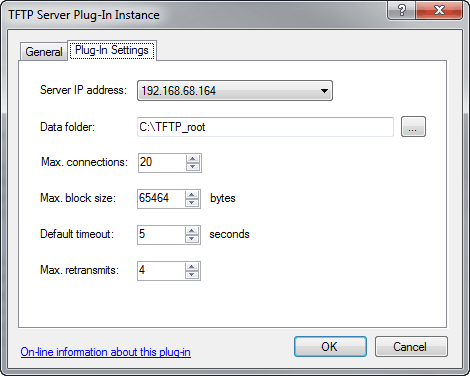 TFTP Server Plug-In Instance
General
Plug-In Settings
Server IP address: 192.168.68.164
Data folder: C:\TFTP_root ...
Max. connections: 20
Max. block size: 65464 bytes
Default timeout: 5 seconds
Max. retransmits: 4
On-line information about this plug-in
OK
Cancel